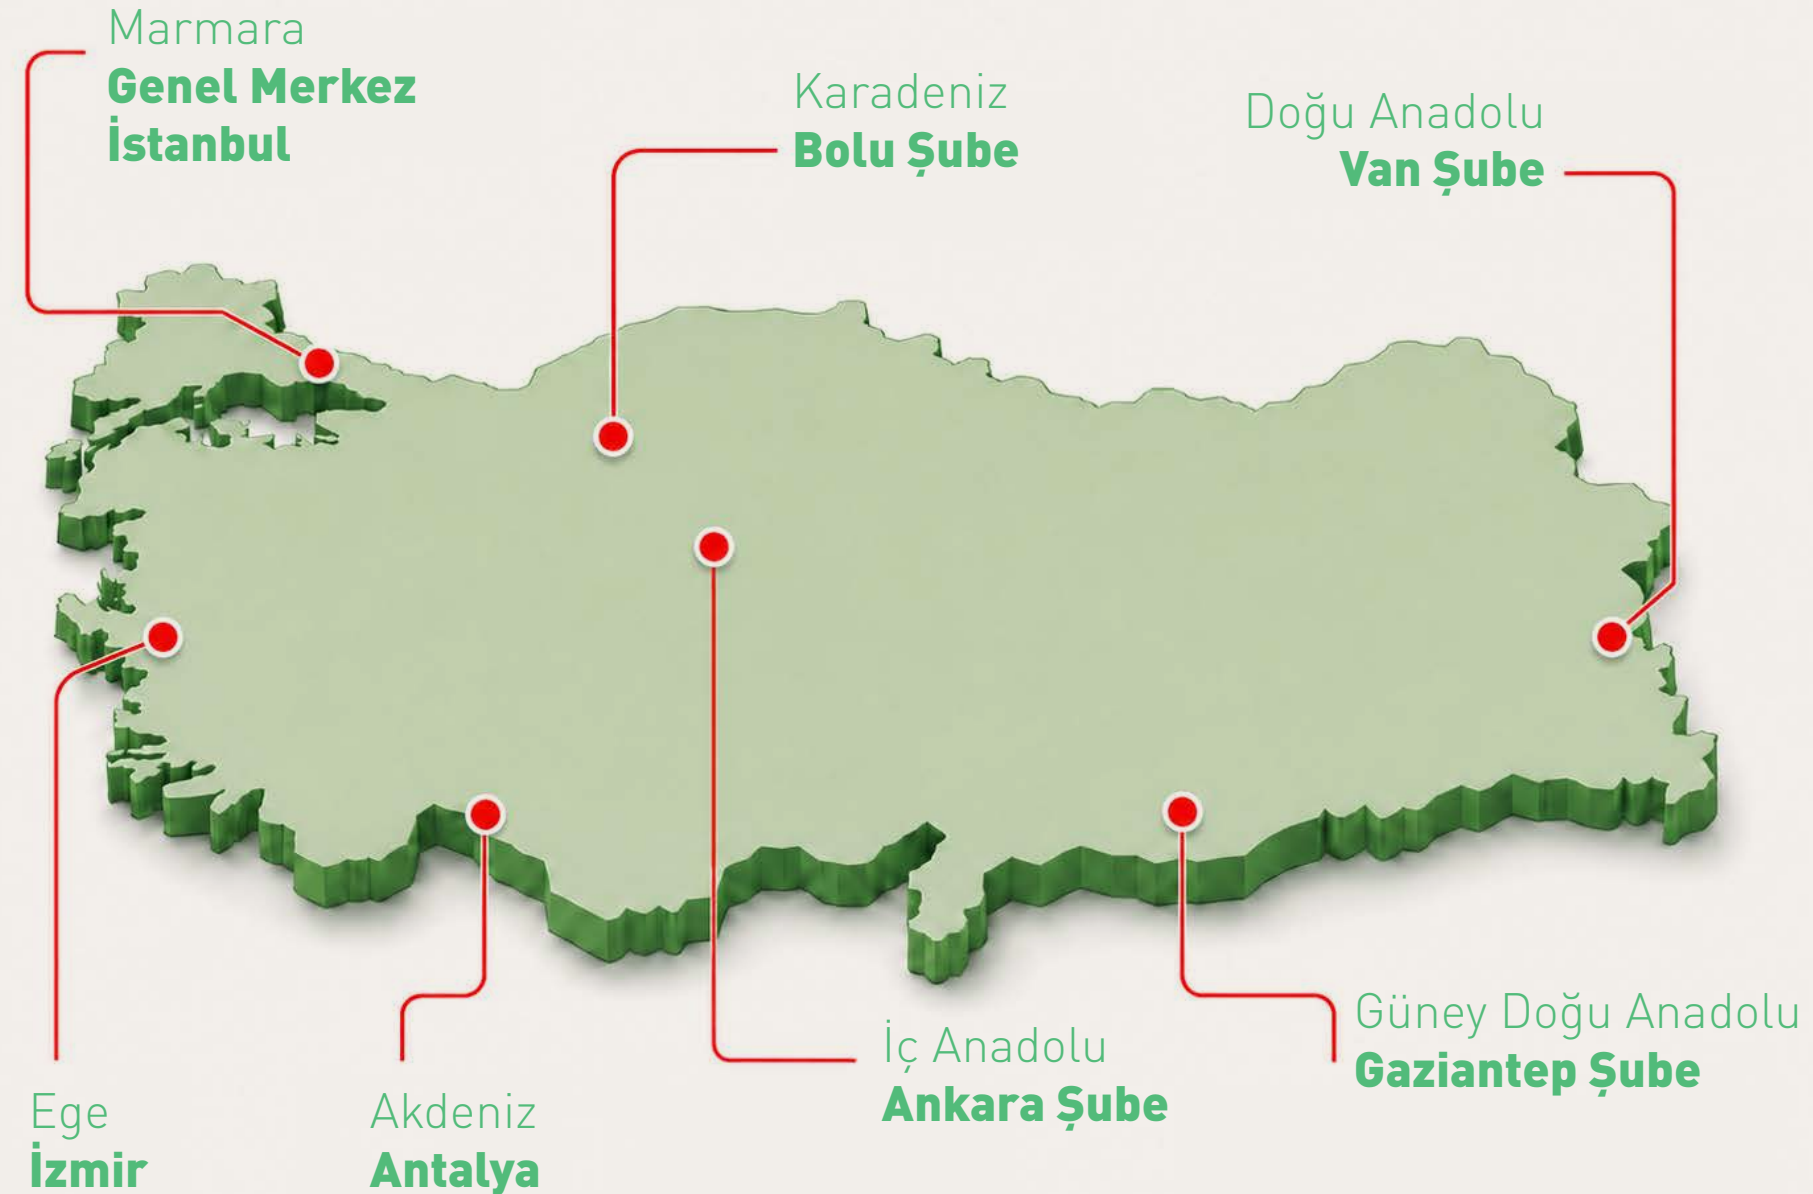 Marmara
Genel Merkez
İstanbul
Karadeniz
Bolu Şube
Doğu Anadolu
Van Şube
Ege
İzmir
Akdeniz
Antalya
İç Anadolu
Ankara Şube
Güney Doğu Anadolu
Gaziantep Şube